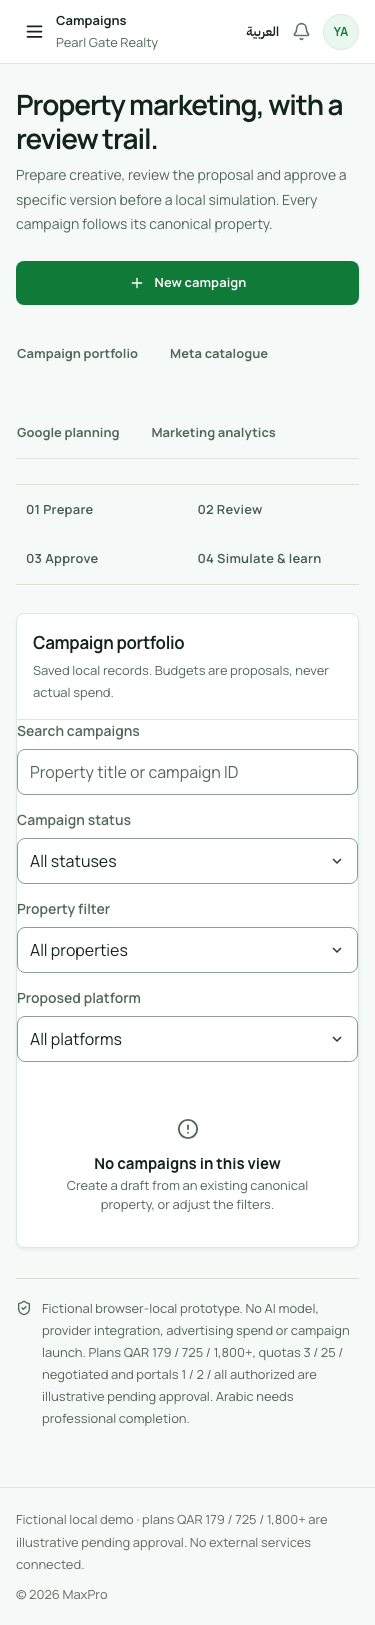 Campaigns
Pearl Gate Realty
العربية
YA
Property marketing, with a
review trail.
Prepare creative, review the proposal and approve a
specific version before a local simulation. Every
campaign follows its canonical property.
New campaign
Campaign portfolio
Meta catalogue
Google planning
Marketing analytics
01 Prepare
02 Review
03 Approve
04 Simulate & learn
Campaign portfolio
Saved local records. Budgets are proposals, never
actual spend.
Search campaigns
Property title or campaign ID
Campaign status
All statuses
Property filter
All properties
Proposed platform
All platforms
No campaigns in this view
Create a draft from an existing canonical
property, or adjust the filters.
Fictional browser-local prototype. No AI model,
provider integration, advertising spend or campaign
launch. Plans QAR 179 / 725 / 1,800+, quotas 3 / 25 /
negotiated and portals 1 / 2 / all authorized are
illustrative pending approval. Arabic needs
professional completion.
Fictional local demo · plans QAR 179 / 725 / 1,800+ are
illustrative pending approval. No external services
connected.
© 2026 MaxPro